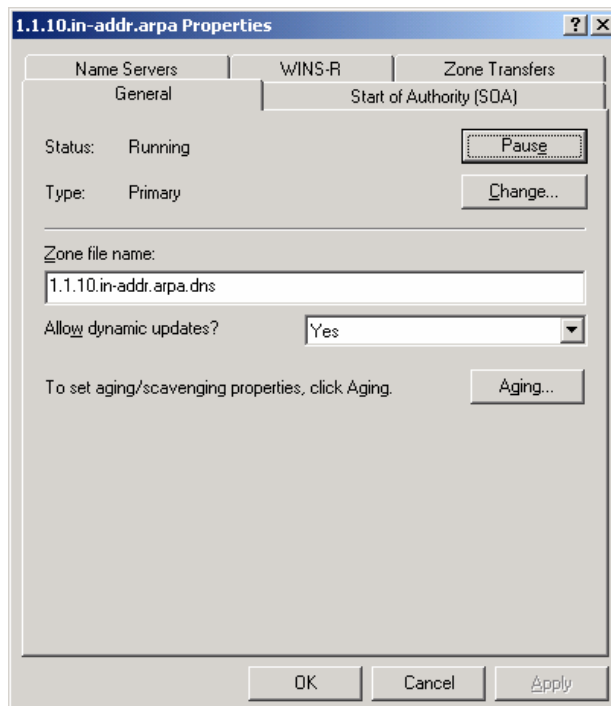 1.1.10.in-addr.arpa Properties
Name Servers WINS-R Zone Transfers
General Start of Authority (SOA)
Status: Running Pause
Type: Primary Change...
Zone file name:
1.1.10.in-addr.arpa.dns
Allow dynamic updates? Yes
To set aging/scavenging properties, click Aging. Aging...
OK Cancel Apply